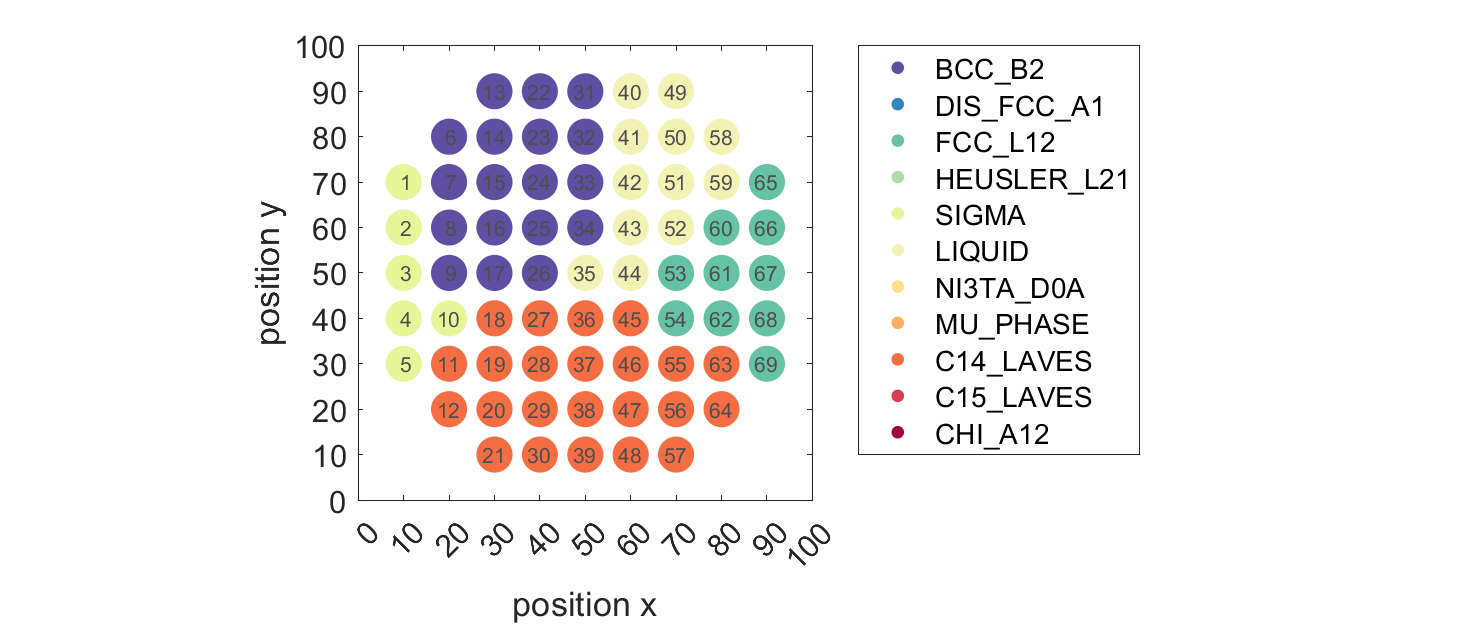 100
90 13 22 31 40 49
80 6 14 23 32 41 50 58
70 1 7 15 24 33 42 51 59 65
60 2 8 16 25 34 43 52 60 66
50 3 9 17 26 35 44 53 61 67
40 4 10 18 27 36 45 54 62 68
30 5 11 19 28 37 46 55 63 69
20 12 20 29 38 47 56 64
10 21 30 39 48 57
0
0 10 20 30 40 50 60 70 80 90 100
position x
position y
BCC_B2
DIS_FCC_A1
FCC_L12
HEUSLER_L21
SIGMA
LIQUID
NI3TA_D0A
MU_PHASE
C14_LAVES
C15_LAVES
CHI_A12